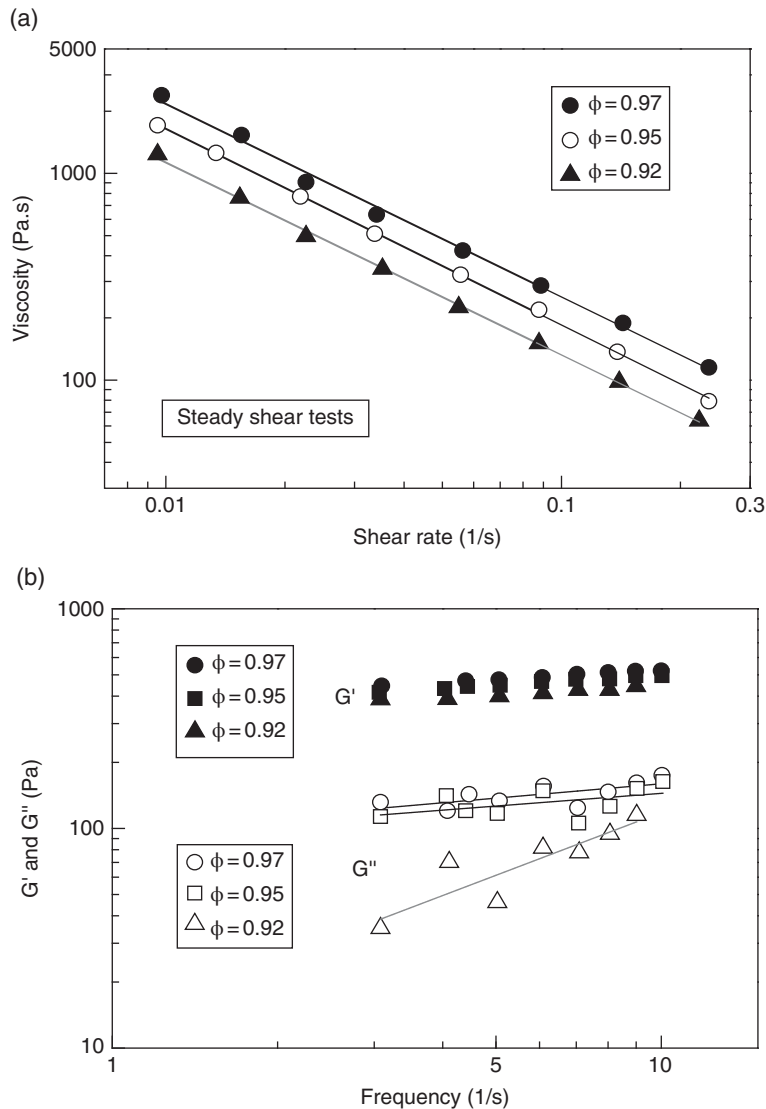 (a)
5000
1000
100
Viscosity (Pa.s)
ϕ=0.97
ϕ=0.95
ϕ=0.92
Steady shear tests
0.01
0.1
0.3
Shear rate (1/s)
(b)
1000
100
10
G' and G'' (Pa)
ϕ=0.97
ϕ=0.95
ϕ=0.92
G'
ϕ=0.97
ϕ=0.95
ϕ=0.92
G''
1
5
10
Frequency (1/s)